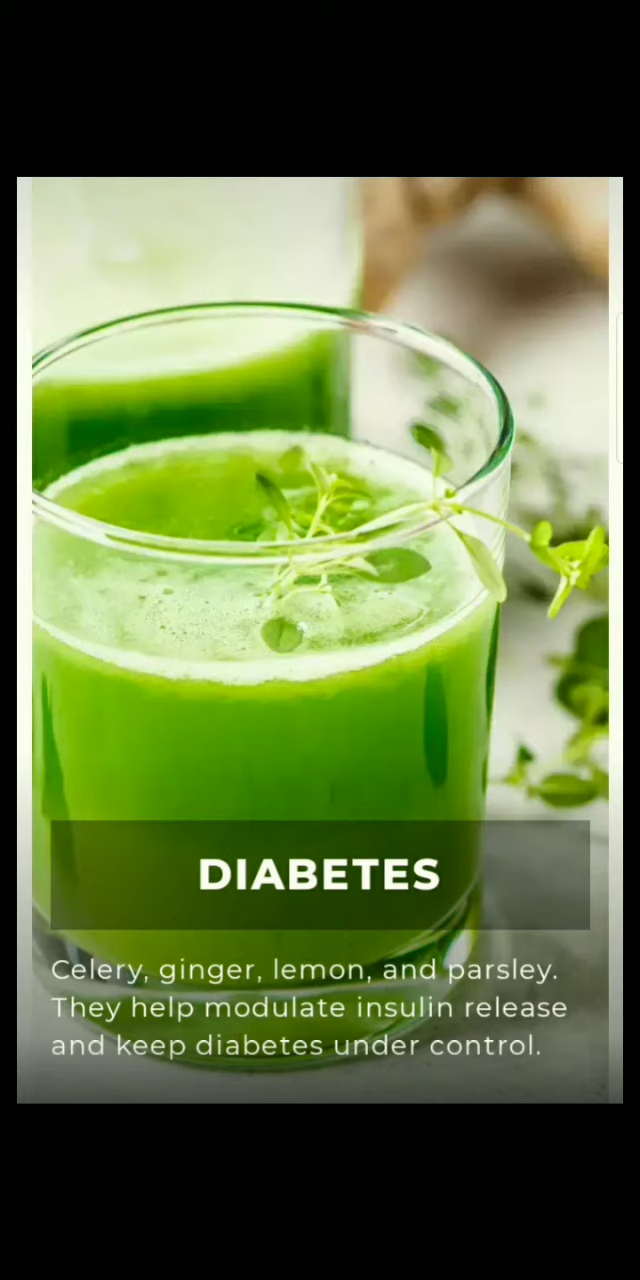 DIABETES
Celery, ginger, lemon, and parsley.
They help modulate insulin release
and keep diabetes under control.